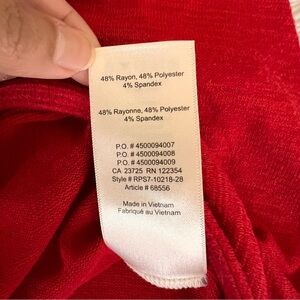 48% Rayon, 48% Polyester
4% Spandex
48% Rayonne, 48% Polyester
4% Spandex
P.O. # 4500094007
P.O. # 4500094008
P.O. # 4500094009
CA 23725 RN 122354
Style # RPS7-10218-28
Article # 68556
Made in Vietnam
Fabriqué au Vietnam